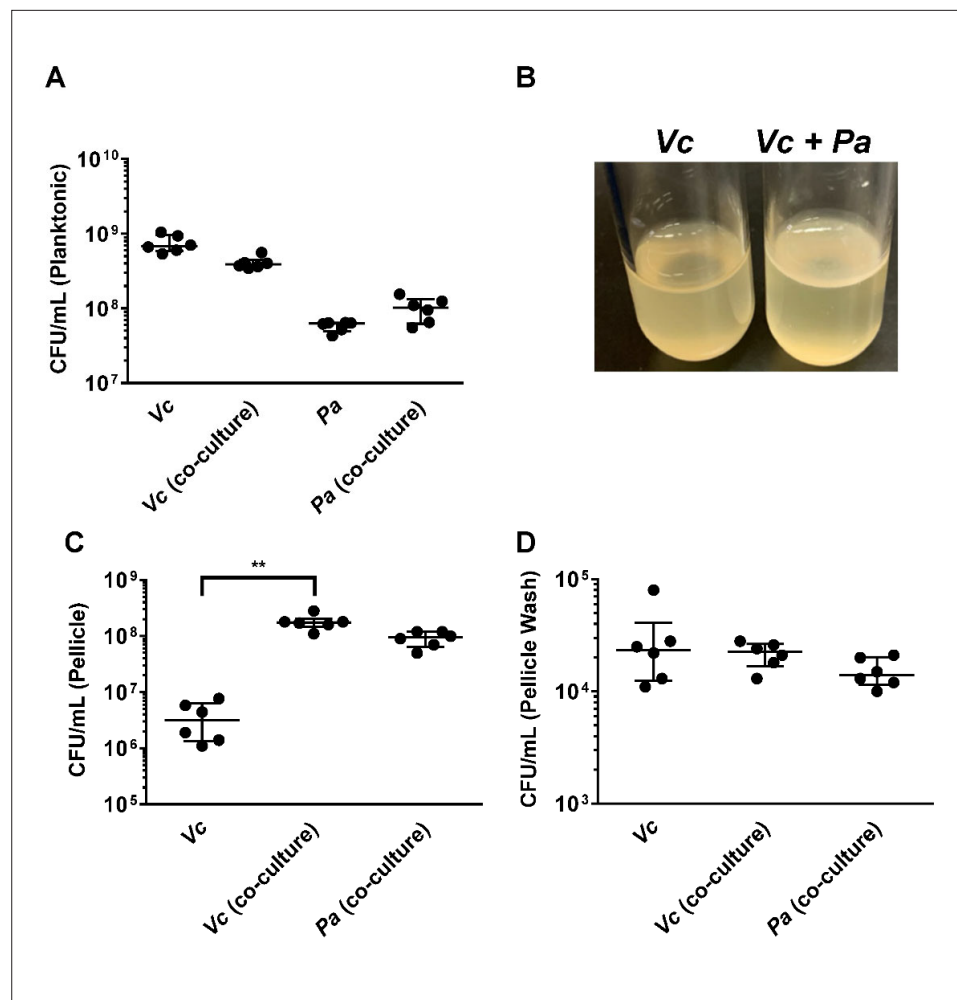 A
CFU/mL (Planktonic)
10^10
10^9
10^8
10^7
Vc
Vc (co-culture)
Pa
Pa (co-culture)
B
Vc
Vc + Pa
C
CFU/mL (Pellicle)
10^9
10^8
10^7
10^6
10^5
**
Vc
Vc (co-culture)
Pa (co-culture)
D
CFU/mL (Pellicle Wash)
10^5
10^4
10^3
Vc
Vc (co-culture)
Pa (co-culture)